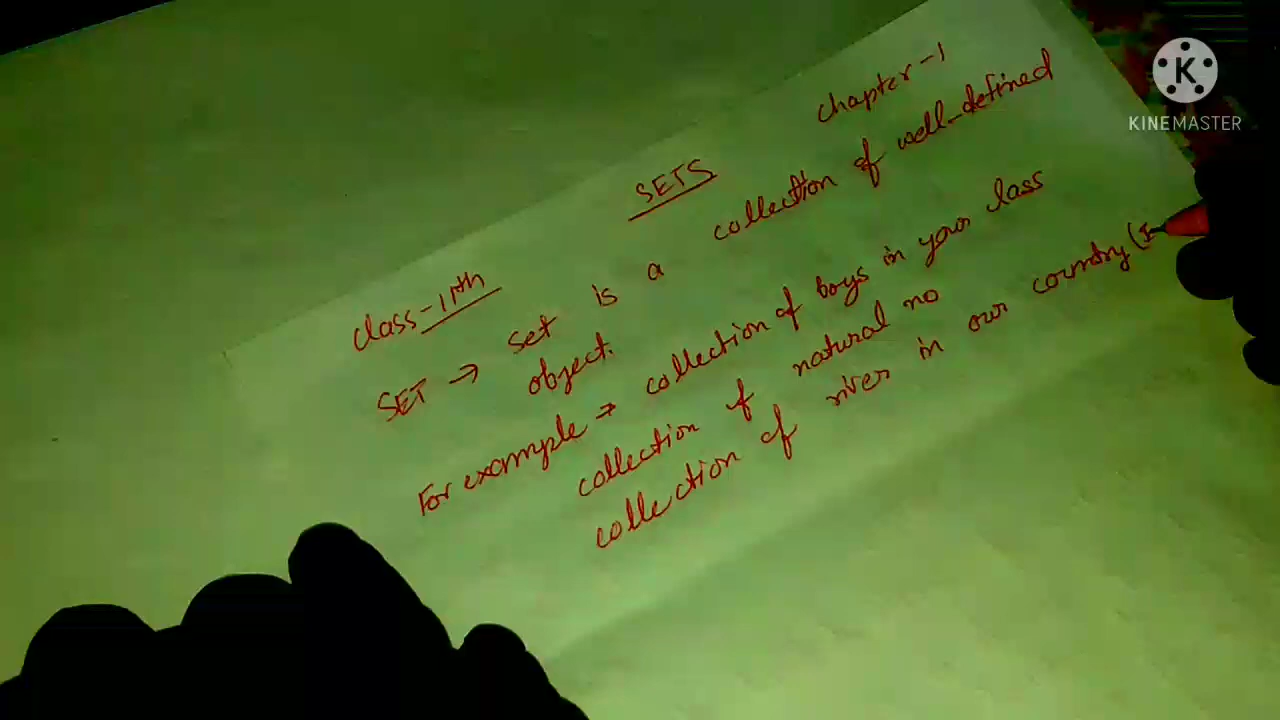 Chapter-1
SETS
class-11th
SET → Set is a collection of well-defined
object.
For example → collection of boys in your class
collection of natural no
collection of river in our country (I
KINEMASTER